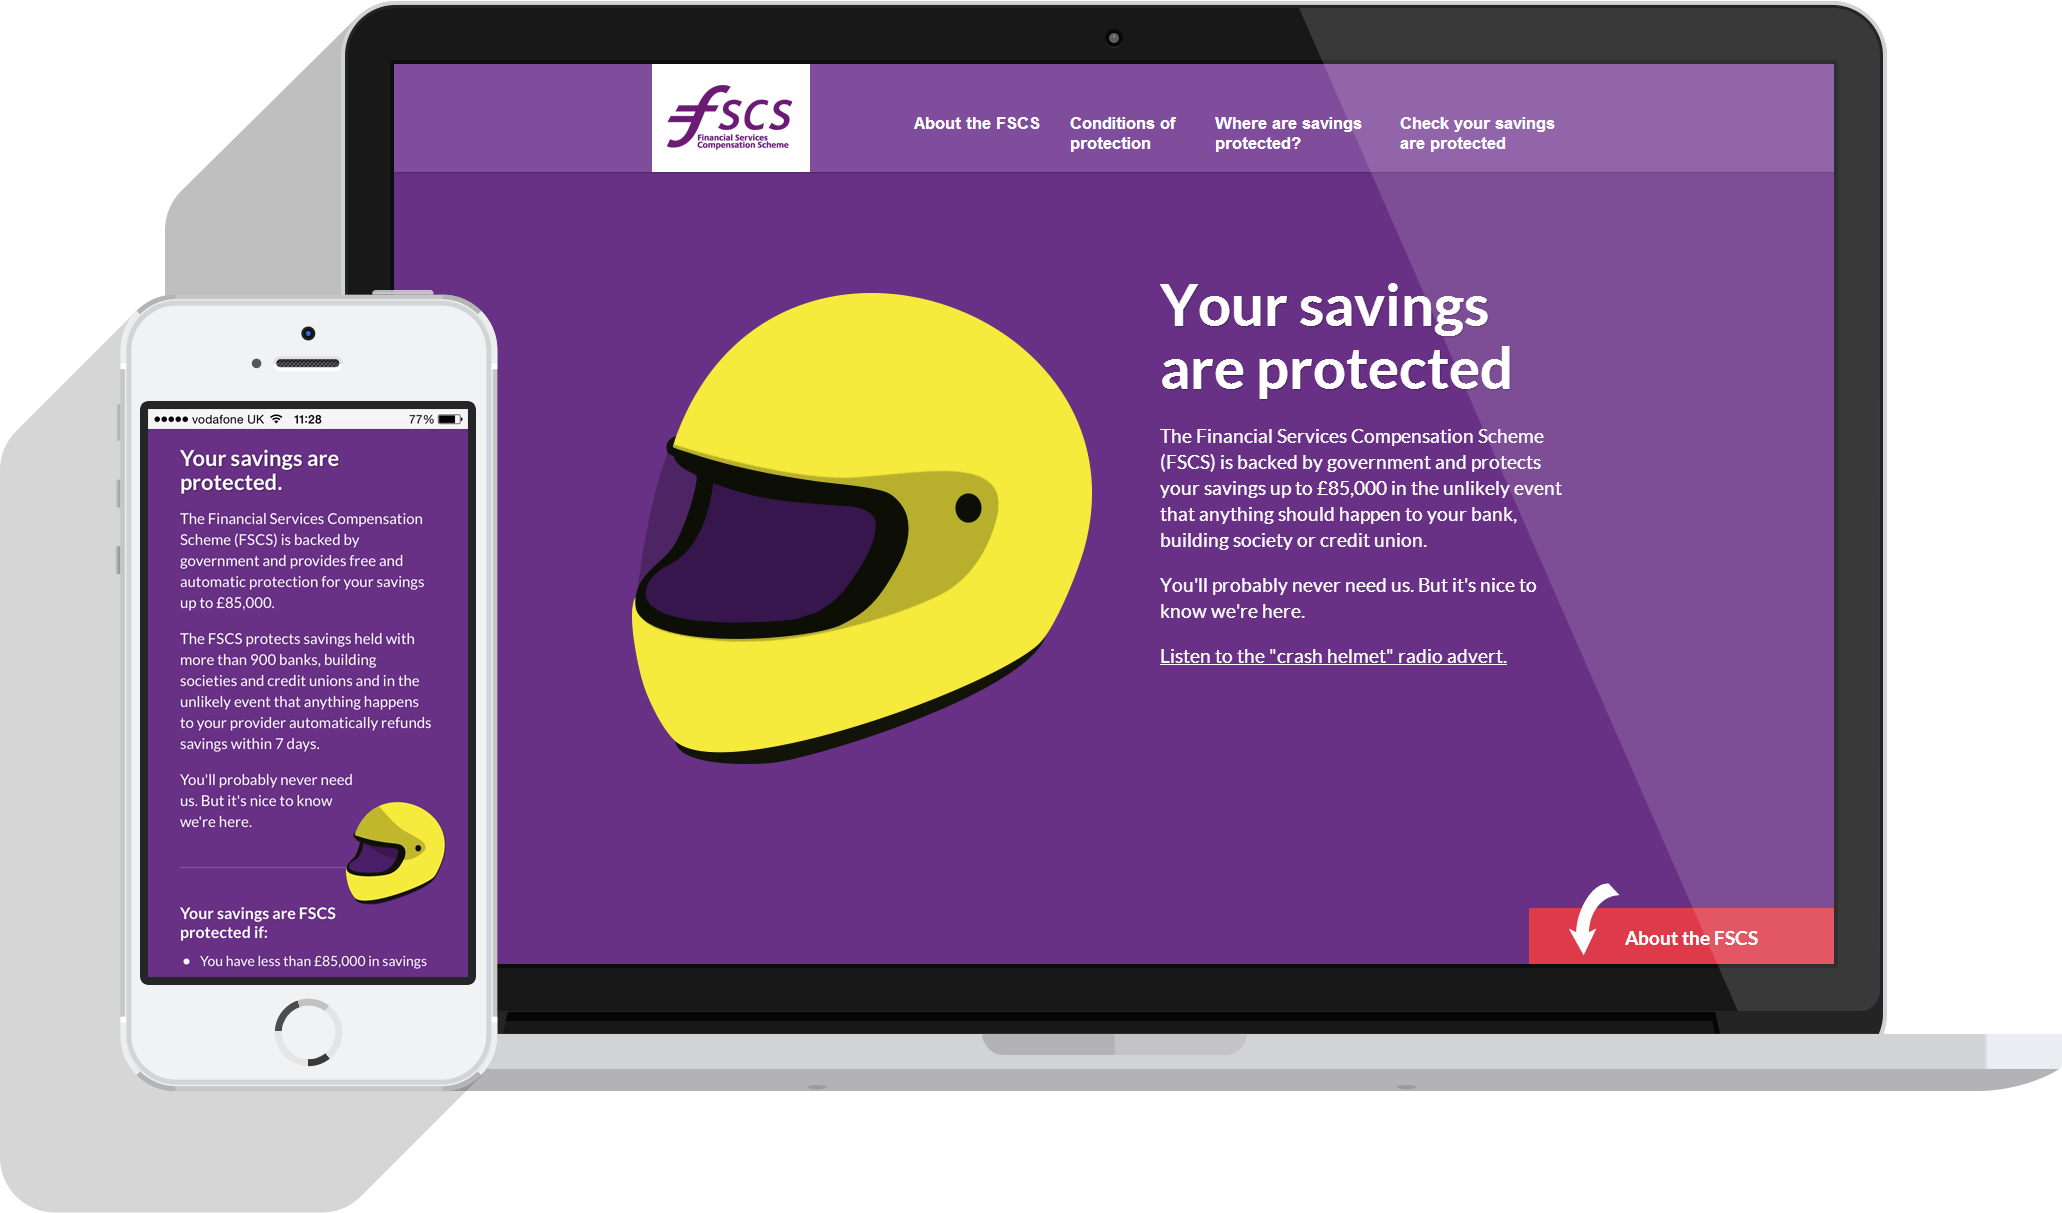 fSCS
Financial Services
Compensation Scheme
About the FSCS
Conditions of
protection
Where are savings
protected?
Check your savings
are protected
Your savings
are protected
The Financial Services Compensation Scheme
(FSCS) is backed by government and protects
your savings up to £85,000 in the unlikely event
that anything should happen to your bank,
building society or credit union.
You'll probably never need us. But it's nice to
know we're here.
Listen to the "crash helmet" radio advert.
About the FSCS
vodafone UK 11:28 77%
Your savings are
protected.
The Financial Services Compensation
Scheme (FSCS) is backed by
government and provides free and
automatic protection for your savings
up to £85,000.
The FSCS protects savings held with
more than 900 banks, building
societies and credit unions and in the
unlikely event that anything happens
to your provider automatically refunds
savings within 7 days.
You'll probably never need
us. But it's nice to know
we're here.
Your savings are FSCS
protected if:
• You have less than £85,000 in savings